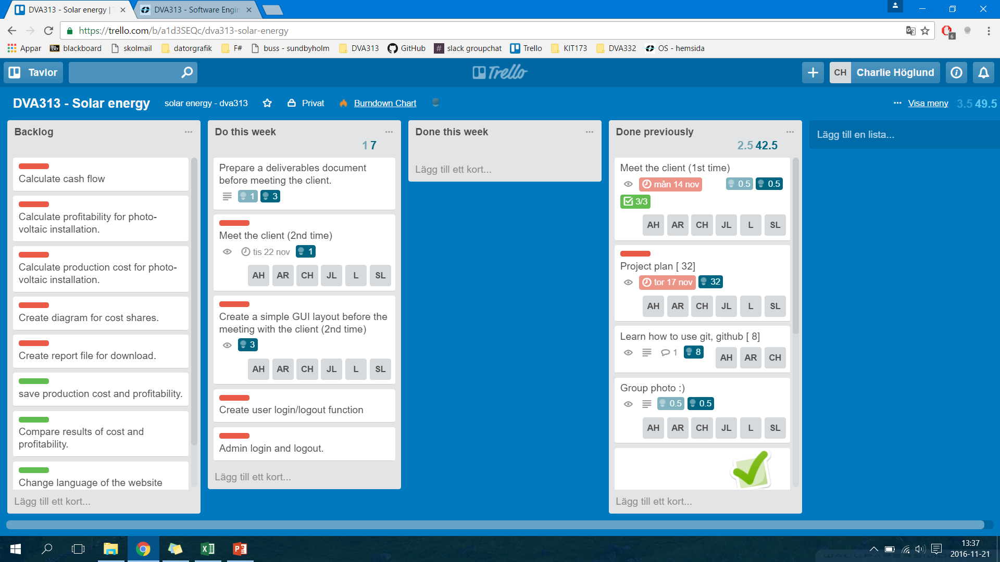 DVA313 - Solar energy |
DVA313 - Software Engin
https://trello.com/b/a1d3SEQc/dva313-solar-energy
6
Appar
Bb blackboard
skolmail
datorgrafik
F#
buss - sundbyholm
DVA313
GitHub
# slack groupchat
Trello
KIT173
DVA332
OS - hemsida
Tavlor
Trello
CH Charlie Höglund
DVA313 - Solar energy
solar energy - dva313
Privat
Burndown Chart
Visa meny
3.5 49.5
Backlog
Calculate cash flow
Calculate profitability for photo-
voltaic installation.
Calculate production cost for photo-
voltaic installation.
Create diagram for cost shares.
Create report file for download.
save production cost and profitability.
Compare results of cost and
profitability.
Change language of the website
Lägg till ett kort...
Do this week
1 7
Prepare a deliverables document
before meeting the client.
1 3
Meet the client (2nd time)
tis 22 nov 1
AH AR CH JL L SL
Create a simple GUI layout before the
meeting with the client (2nd time)
3
AH AR CH JL L SL
Create user login/logout function
Admin login and logout.
Lägg till ett kort...
Done this week
Lägg till ett kort...
Done previously
2.5 42.5
Meet the client (1st time)
mån 14 nov 0.5 0.5
3/3
AH AR CH JL L SL
Project plan [ 32]
tor 17 nov 32
AH AR CH JL L SL
Learn how to use git, github [ 8]
1 8 AH AR CH
Group photo :)
0.5 0.5
AH AR CH JL L SL
Lägg till ett kort...
Lägg till en lista...
13:37
2016-11-21